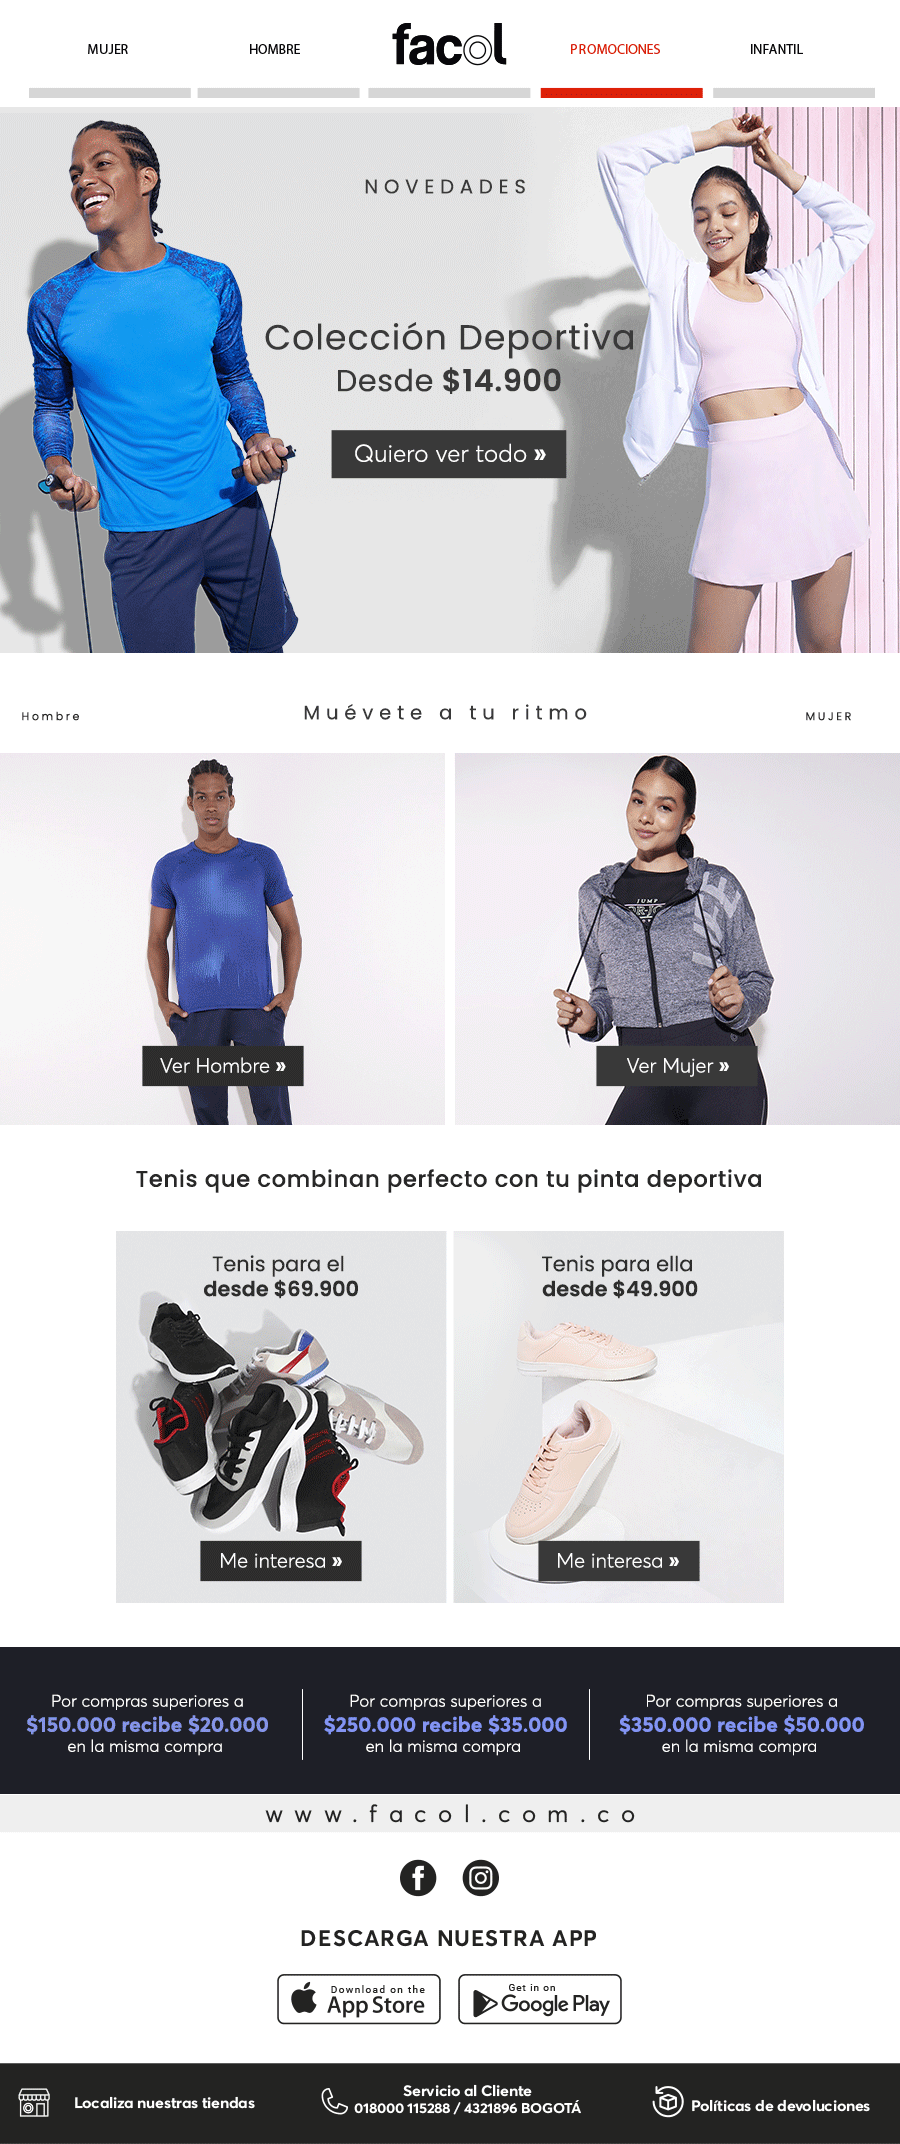 MUJER
HOMBRE
facol
PROMOCIONES
INFANTIL
NOVEDADES
Colección Deportiva
Desde $14.900
Quiero ver todo »
Hombre
Muévete a tu ritmo
MUJER
JUMP
Ver Hombre »
Ver Mujer »
Tenis que combinan perfecto con tu pinta deportiva
Tenis para el
desde $69.900
Tenis para ella
desde $49.900
Me interesa »
Me interesa »
Por compras superiores a
$150.000 recibe $20.000
en la misma compra
Por compras superiores a
$250.000 recibe $35.000
en la misma compra
Por compras superiores a
$350.000 recibe $50.000
en la misma compra
www.facol.com.co
DESCARGA NUESTRA APP
Download on the
App Store
Get in on
Google Play
Localiza nuestras tiendas
Servicio al Cliente
018000 115288 / 4321896 BOGOTÁ
Políticas de devoluciones